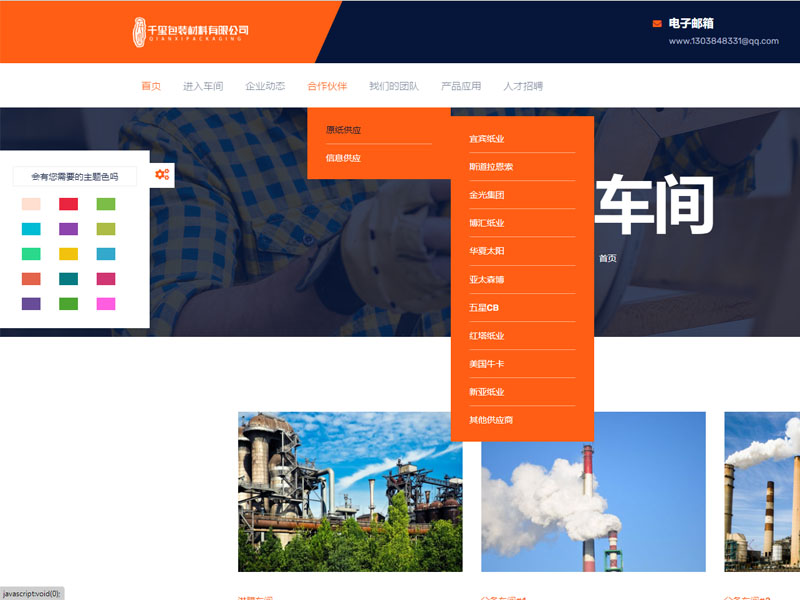 千玺包装材料有限公司
QIANXIPACKAGING
电子邮箱
www.1303848331@qq.com
首页
进入车间
企业动态
合作伙伴
我们的团队
产品应用
人才招聘
原纸供应
信息供应
宜宾纸业
斯道拉恩索
金光集团
博汇纸业
华夏太阳
亚太森博
五星CB
红塔纸业
美国牛卡
新亚纸业
其他供应商
会有您需要的主题色吗
车间
首页
javascript:void(0);